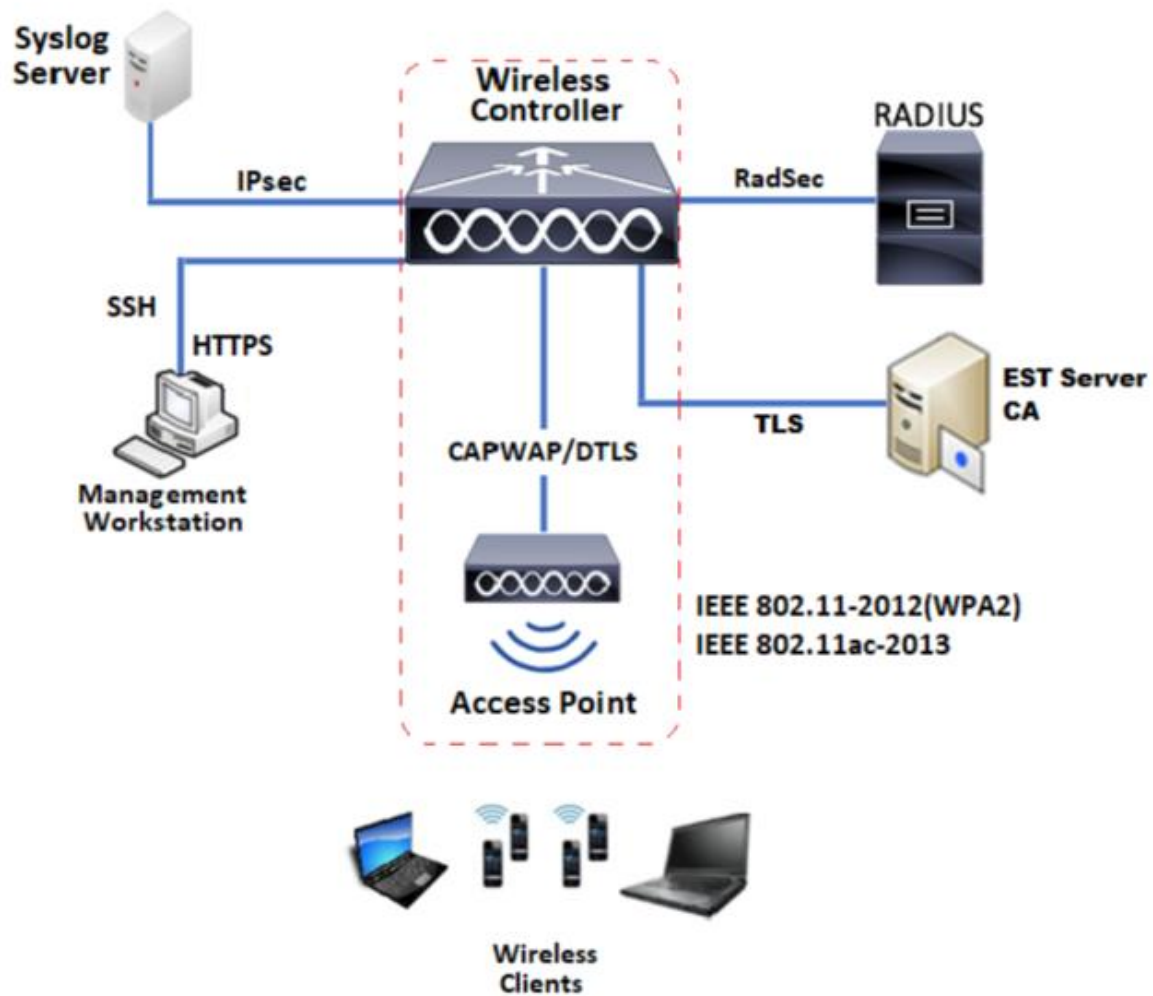 Syslog
Server
Wireless
Controller
RADIUS
IPsec
RadSec
SSH
HTTPS
EST Server
CA
TLS
CAPWAP/DTLS
Management
Workstation
IEEE 802.11-2012(WPA2)
IEEE 802.11ac-2013
Access Point
Wireless
Clients